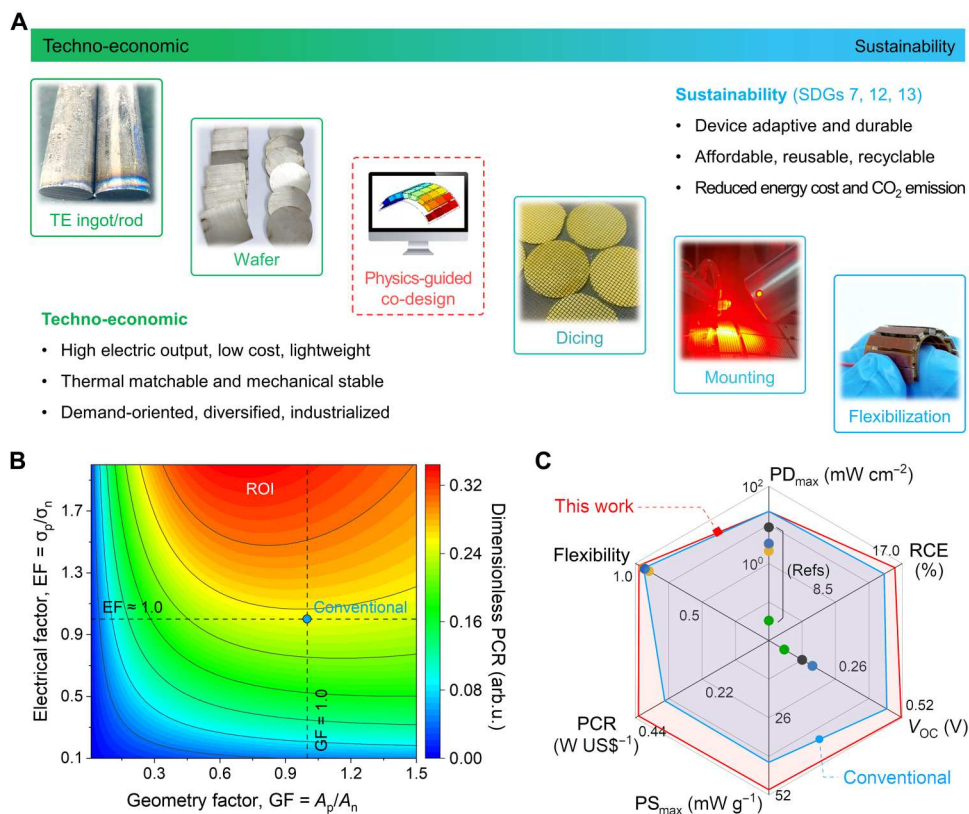 A
Techno-economic
Sustainability
TE ingot/rod
Wafer
Physics-guided
co-design
Dicing
Mounting
Flexibilization
Sustainability (SDGs 7, 12, 13)
• Device adaptive and durable
• Affordable, reusable, recyclable
• Reduced energy cost and CO₂ emission
Techno-economic
• High electric output, low cost, lightweight
• Thermal matchable and mechanical stable
• Demand-oriented, diversified, industrialized
B
Electrical factor, EF = σp/σn
1.7
1.3
0.9
0.5
0.1
ROI
EF ≈ 1.0
Conventional
GF = 1.0
0.3
0.6
0.9
1.2
1.5
Geometry factor, GF = Ap/An
0.32
0.24
0.16
0.08
0.00
Dimensionless PCR (arb.u.)
C
PDmax (mW cm⁻²)
10²
This work
RCE
(%)
17.0
Flexibility
1.0
10⁰
(Refs)
8.5
0.5
0.26
0.22
26
0.52
VOC (V)
PCR
(W US$⁻¹)
0.44
Conventional
PSmax (mW g⁻¹)
52